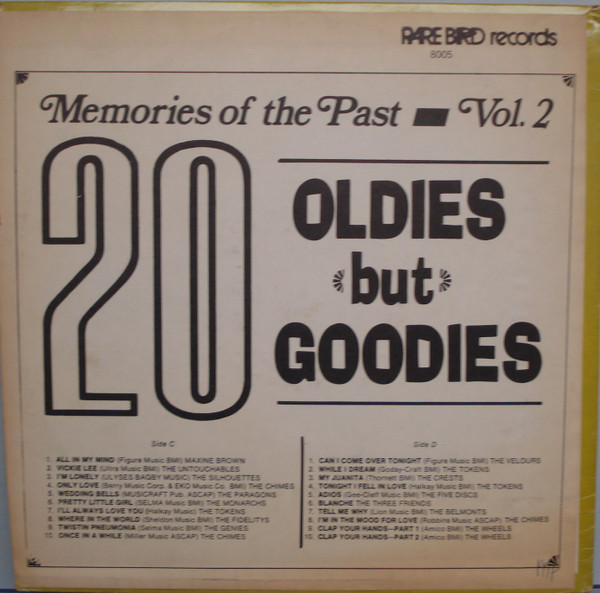 RARE BIRD records
8005
Memories of the Past - Vol. 2
20
OLDIES
but
GOODIES
Side C
1. ALL IN MY MIND (Figure Music BMI) MAXINE BROWN
2. VICKIE LEE (Ultra Music BMI) THE UNTOUCHABLES
3. I'M LONELY (ULYSES BAGBY MUSIC) THE SILHOUETTES
4. ONLY LOVE (Berry Music Corp. & EKO Music Co. BMI) THE CHIMES
5. WEDDING BELLS (MUSICRAFT Pub. ASCAP) THE PARAGONS
6. PRETTY LITTLE GIRL (SELMA Music BMI) THE MONARCHS
7. I'LL ALWAYS LOVE YOU (Halkay Music) THE TOKENS
8. WHERE IN THE WORLD (Sheldon Music BMI) THE FIDELITYS
9. TWISTIN PNEUMONIA (Selma Music BMI) THE GENIES
10. ONCE IN A WHILE (Miller Music ASCAP) THE CHIMES
Side D
1. CAN I COME OVER TONIGHT (Figure Music BMI) THE VELOURS
2. WHILE I DREAM (Goday-Craft BMI) THE TOKENS
3. MY JUANITA (Thornett BMI) THE CRESTS
4. TONIGHT I FELL IN LOVE (Halkay Music BMI) THE TOKENS
5. ADIOS (Gee-Cleff Music BMI) THE FIVE DISCS
6. BLANCHE THE THREE FRIENDS
7. TELL ME WHY (Lion Music BMI) THE BELMONTS
8. I'M IN THE MOOD FOR LOVE (Robbins Music ASCAP) THE CHIMES
9. CLAP YOUR HANDS—PART 1 (Amico BMI) THE WHEELS
10. CLAP YOUR HANDS—PART 2 (Amico BMI) THE WHEELS